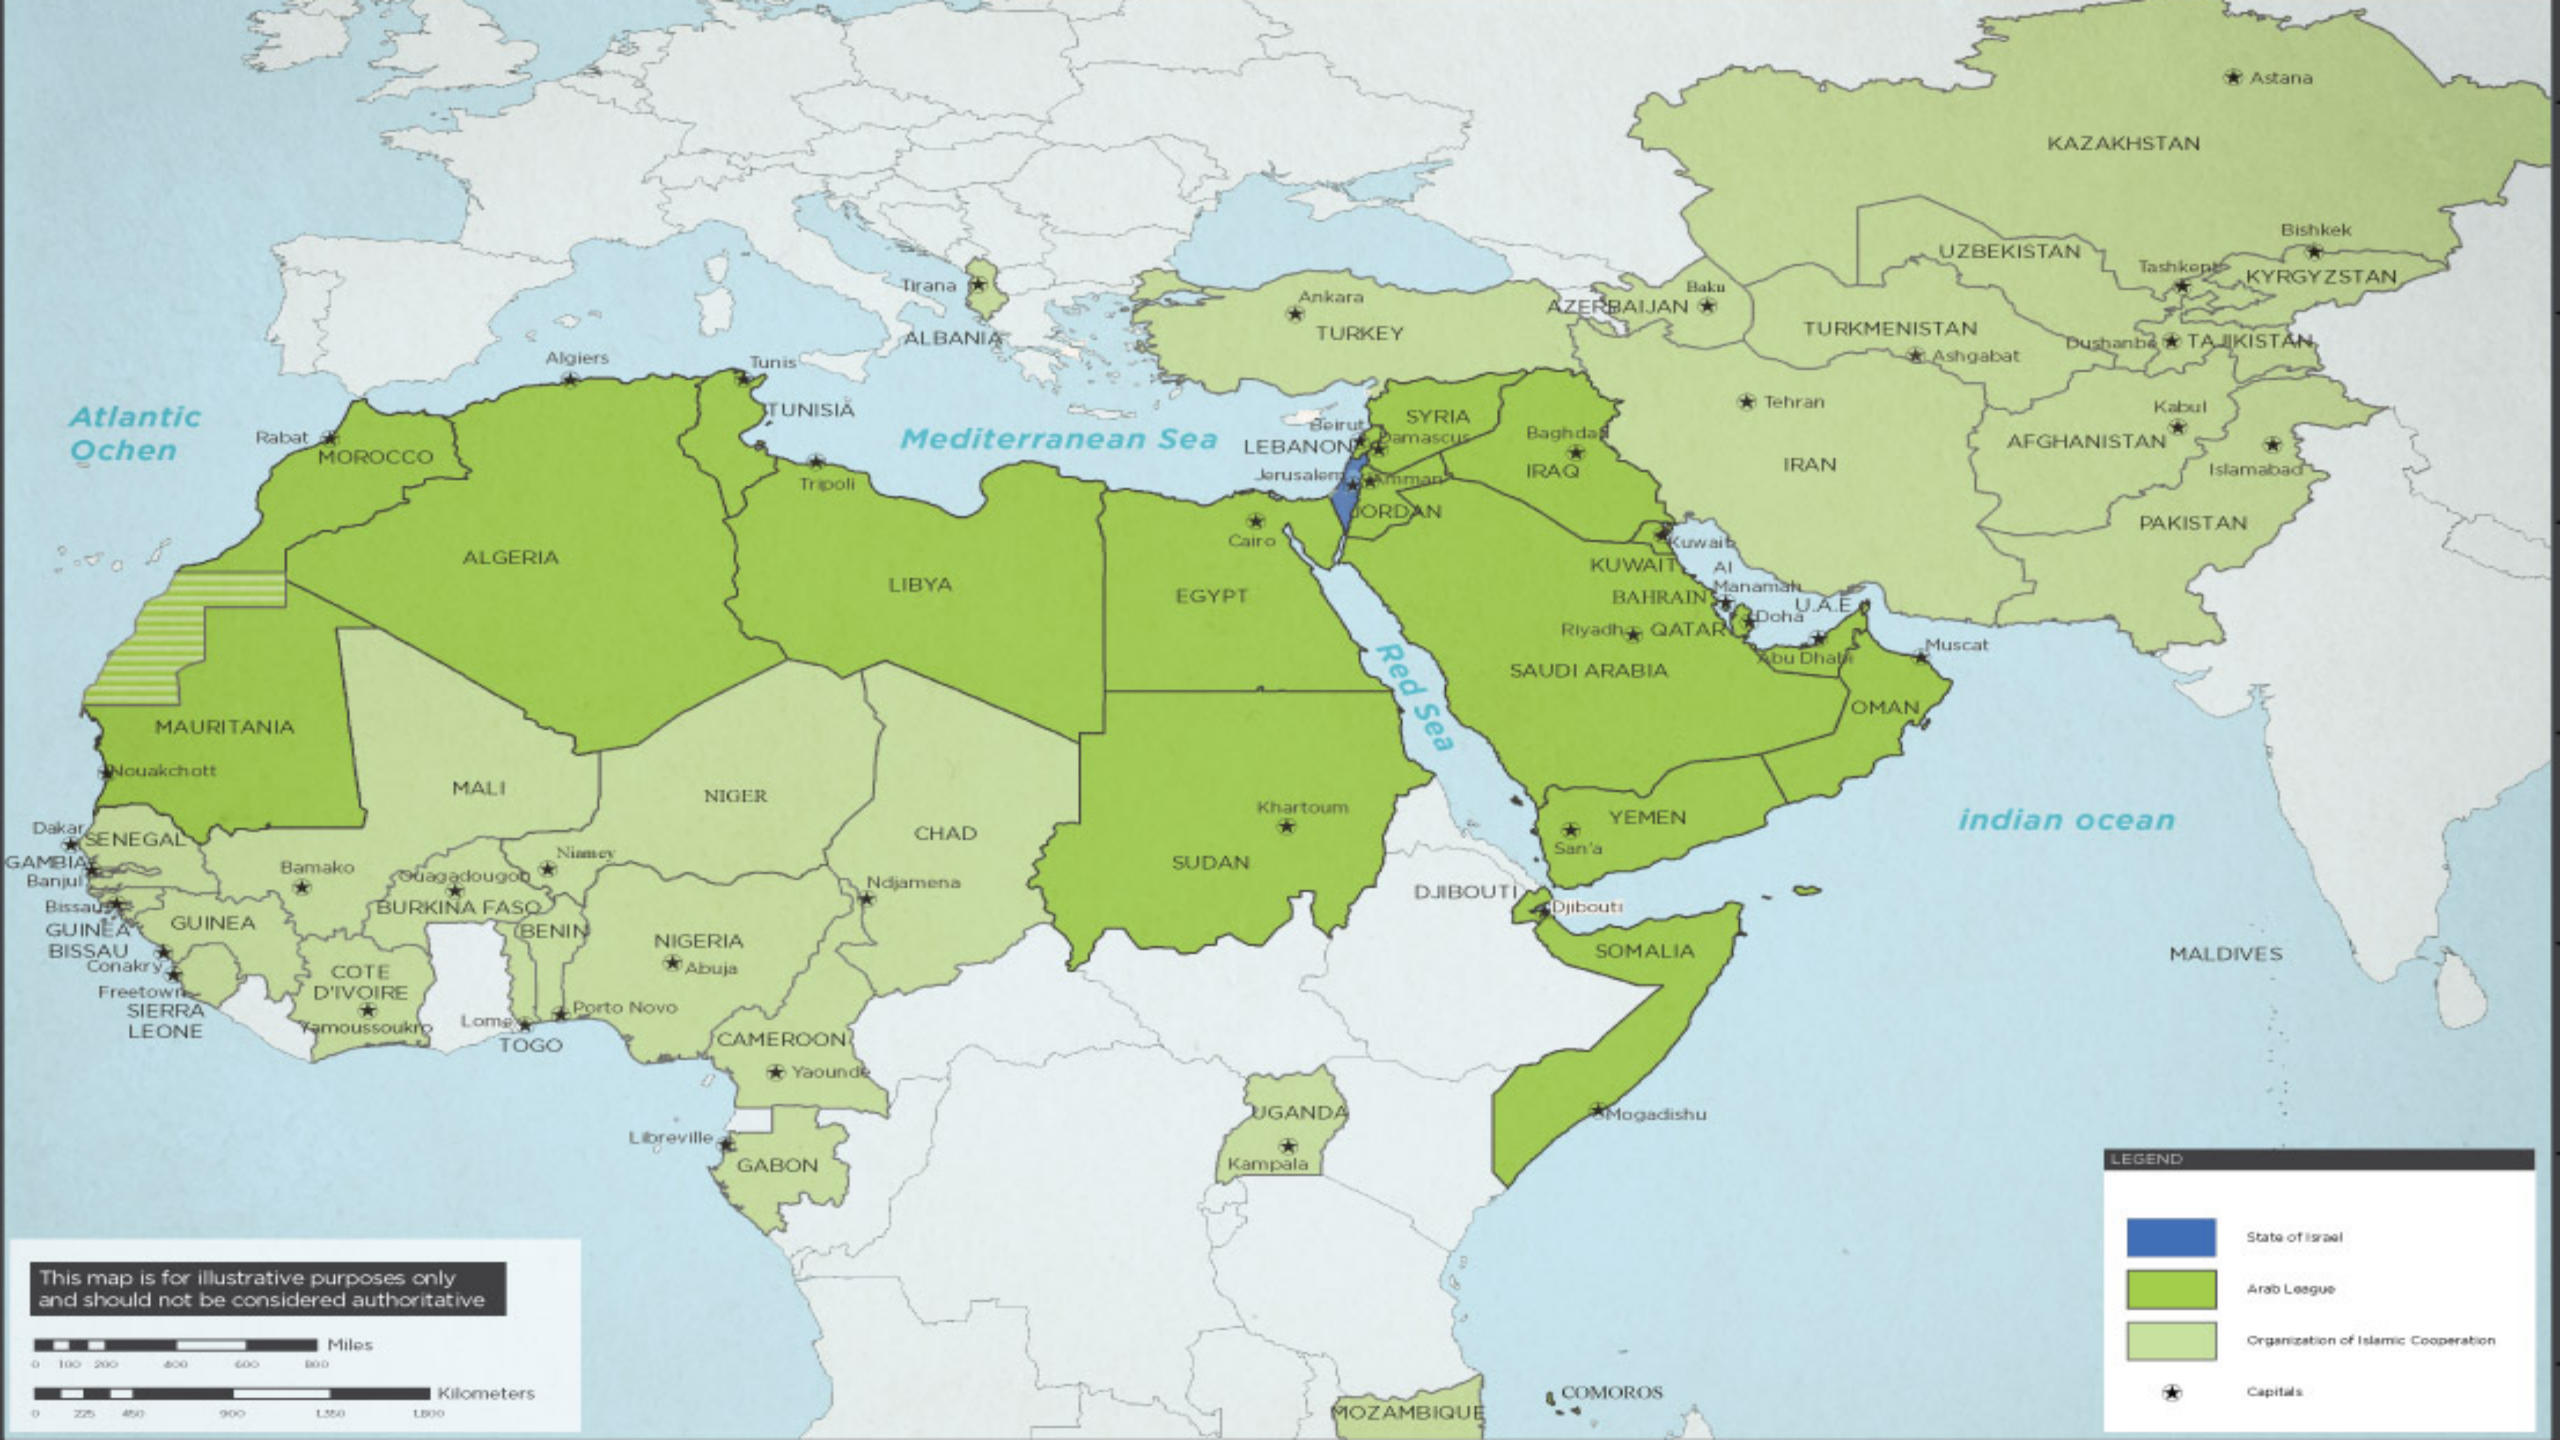 Astana
KAZAKHSTAN
Bishkek
UZBEKISTAN
Tashkent
KYRGYZSTAN
Tirana
Baku
AZERBAIJAN
Ankara
TURKEY
TURKMENISTAN
ALBANIA
Dushanbe
TAJIKISTAN
Ashgabat
Algiers
Tunis
Tehran
TUNISIA
SYRIA
Kabul
Atlantic
Ochen
Rabat
MOROCCO
Mediterranean Sea
Beirut
LEBANON
Damascus
Baghdad
IRAQ
AFGHANISTAN
IRAN
Islamabad
Jerusalem
Amman
Tripoli
JORDAN
PAKISTAN
Cairo
Kuwait
KUWAIT
ALGERIA
LIBYA
EGYPT
Al
Manamah
BAHRAIN
U.A.E
Doha
Riyadh
QATAR
Abu Dhabi
Muscat
SAUDI ARABIA
Red Sea
OMAN
MAURITANIA
Nouakchott
MALI
NIGER
Khartoum
YEMEN
indian ocean
Dakar
SENEGAL
CHAD
San'a
GAMBIA
Banjul
Bamako
Niamey
Ouagadougou
SUDAN
Ndjamena
DJIBOUTI
Djibouti
Bissau
GUINEA
BURKINA FASO
GUINEA
BISSAU
BENIN
NIGERIA
SOMALIA
MALDIVES
Conakry
Abuja
COTE
D'IVOIRE
Freetown
SIERRA
LEONE
Yamoussoukro
Lome
Porto Novo
TOGO
CAMEROON
Yaounde
UGANDA
Mogadishu
Libreville
GABON
Kampala
LEGEND
State of Israel
Arab League
Organization of Islamic Cooperation
Capitals
This map is for illustrative purposes only
and should not be considered authoritative
Miles
0 100 200 400 600 800
Kilometers
0 225 450 900 1.350 1.800
COMOROS
MOZAMBIQUE